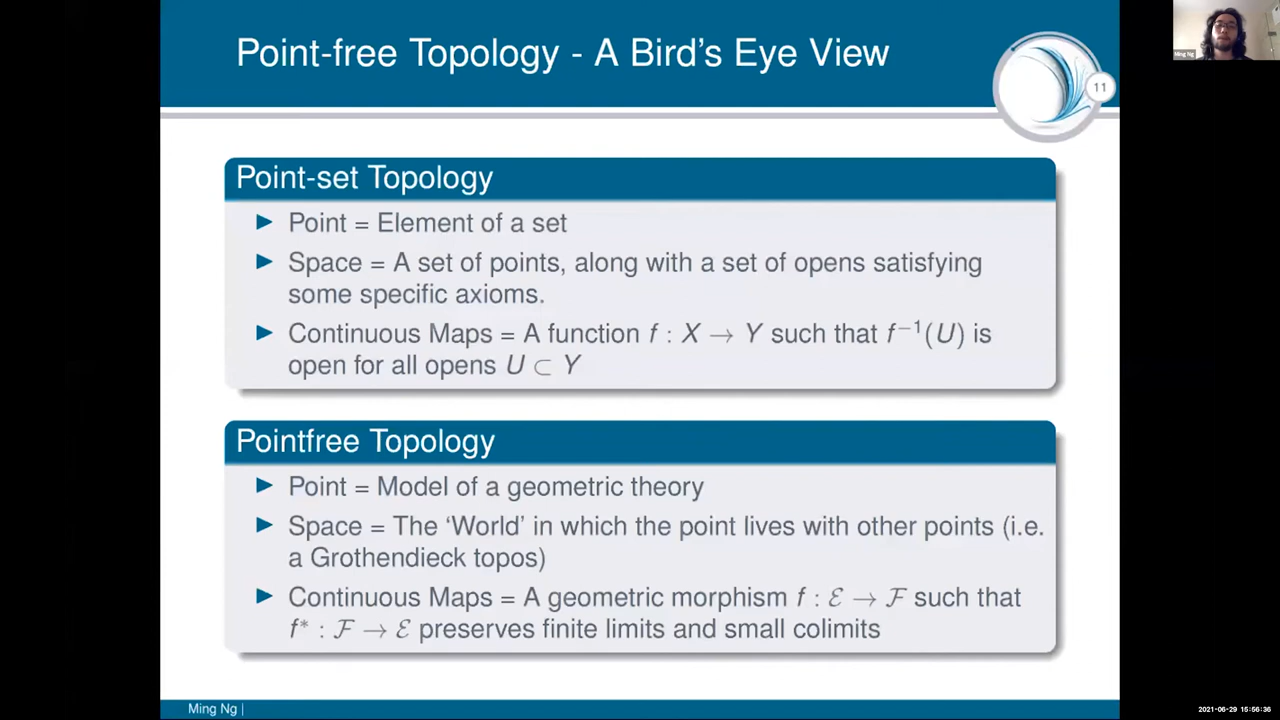 Point-free Topology - A Bird's Eye View
11
Ming Ng
Point-set Topology
▶ Point = Element of a set
▶ Space = A set of points, along with a set of opens satisfying
some specific axioms.
▶ Continuous Maps = A function f : X → Y such that f⁻¹(U) is
open for all opens U ⊂ Y
Pointfree Topology
▶ Point = Model of a geometric theory
▶ Space = The ‘World’ in which the point lives with other points (i.e.
a Grothendieck topos)
▶ Continuous Maps = A geometric morphism f : ℰ → ℱ such that
f* : ℱ → ℰ preserves finite limits and small colimits
Ming Ng |
2021-06-29 15:56:36